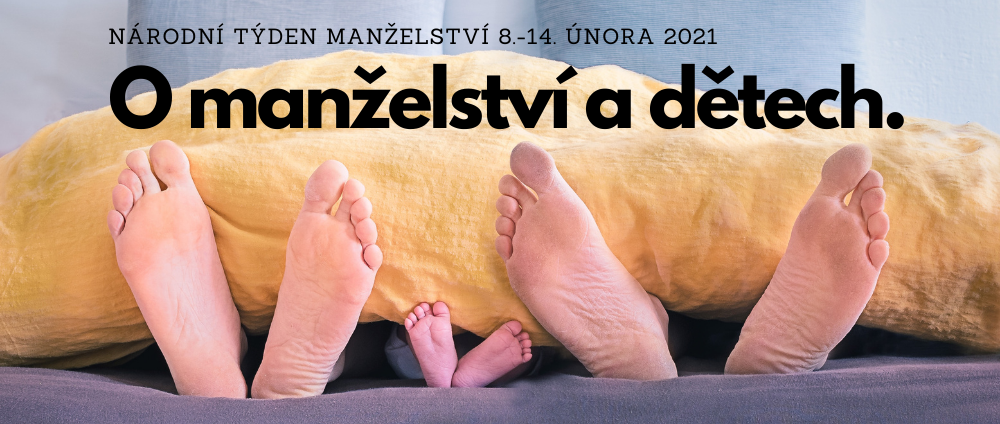 NÁRODNÍ TÝDEN MANŽELSTVÍ 8.-14. ÚNORA 2021
O manželství a dětech.